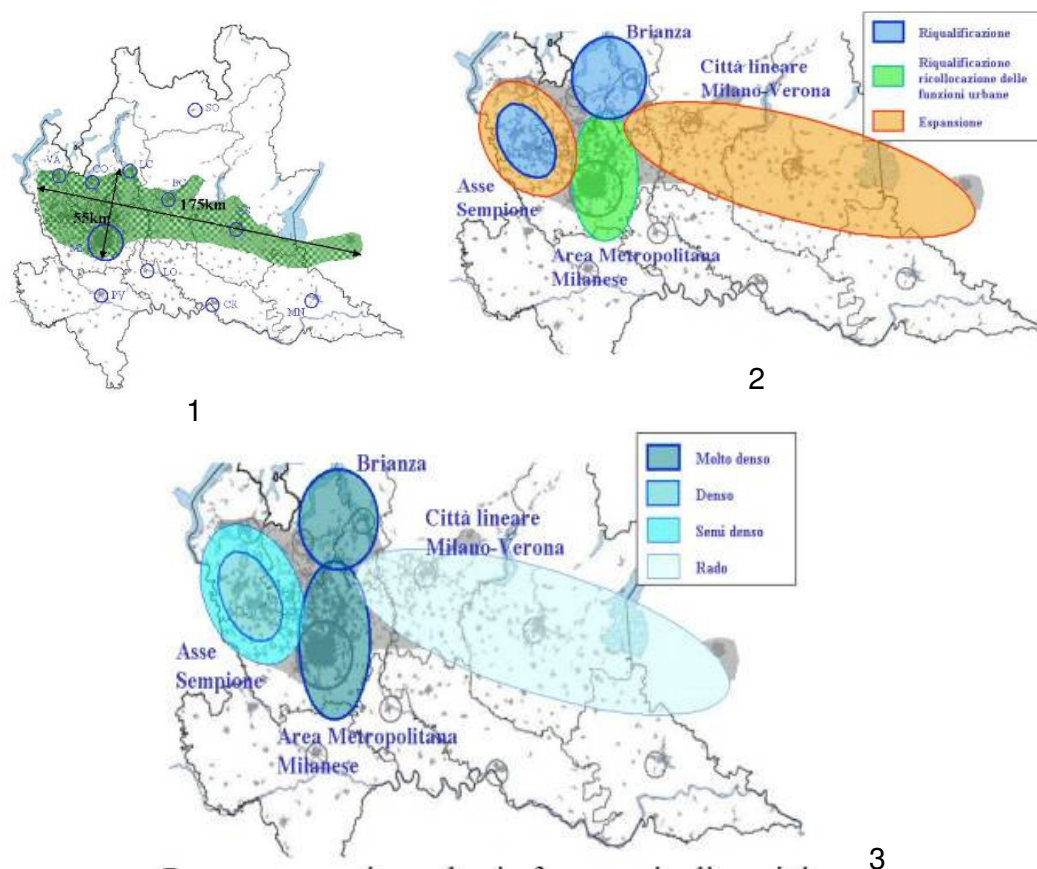 SO
VA
CO
LC
BG
175km
55km
MI
LO
PV
CR
MN
1
Brianza
Città lineare
Milano-Verona
Asse
Sempione
Area Metropolitana
Milanese
Riqualificazione
Riqualificazione
ricollocazione delle
funzioni urbane
Espansione
2
Brianza
Città lineare
Milano-Verona
Asse
Sempione
Area Metropolitana
Milanese
Molto denso
Denso
Semi denso
Rado
3